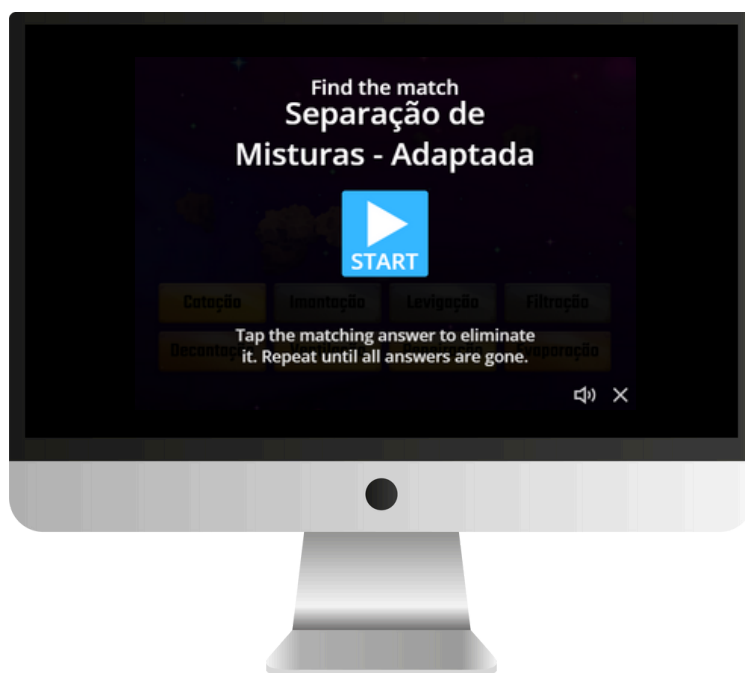 Find the match
Separação de
Misturas - Adaptada
START
Catação Imantação Levigação Filtração
Tap the matching answer to eliminate
it. Repeat until all answers are gone.
Evaporação